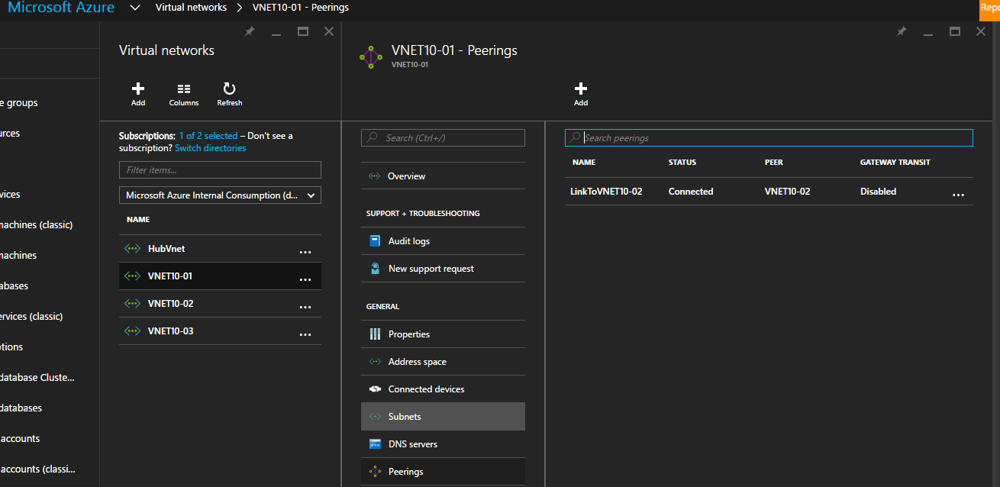 Microsoft Azure
Virtual networks
VNET10-01 - Peerings
Repo
e groups
urces
vices
machines (classic)
machines
abases
ervices (classic)
ptions
database Cluste...
databases
accounts
accounts (classi...
Virtual networks
Add
Columns
Refresh
Subscriptions: 1 of 2 selected – Don't see a
subscription? Switch directories
Filter items...
Microsoft Azure Internal Consumption (d...
NAME
HubVnet
...
VNET10-01
...
VNET10-02
...
VNET10-03
...
VNET10-01 - Peerings
VNET10-01
Search (Ctrl+/)
Overview
SUPPORT + TROUBLESHOOTING
Audit logs
New support request
GENERAL
Properties
Address space
Connected devices
Subnets
DNS servers
Peerings
Add
Search peerings
NAME STATUS PEER GATEWAY TRANSIT
LinkToVNET10-02 Connected VNET10-02 Disabled ...